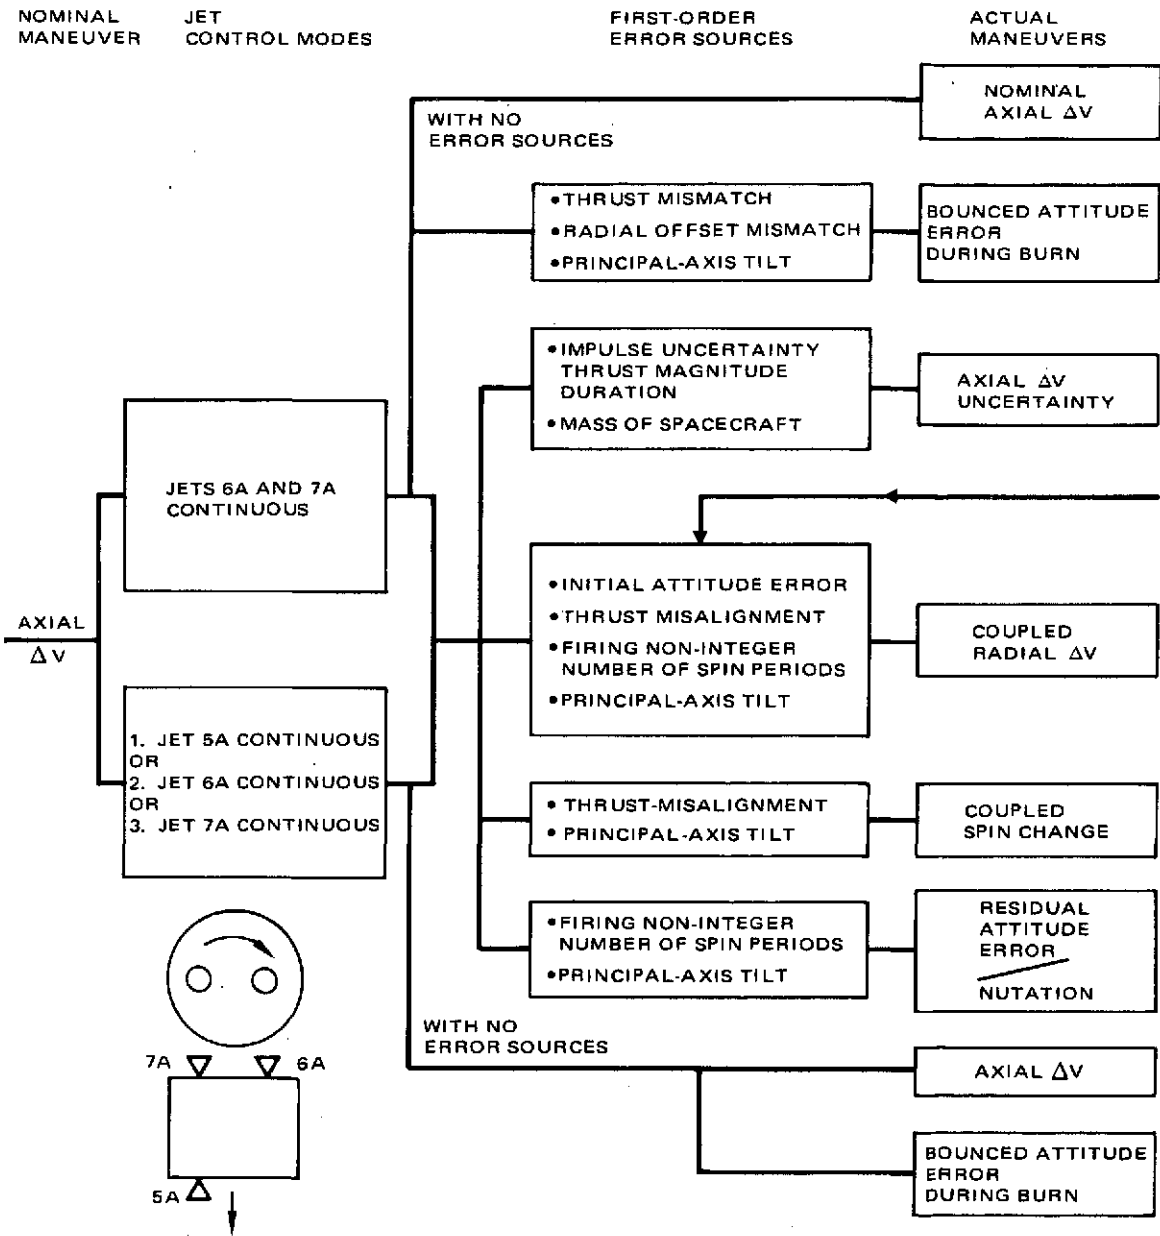 NOMINAL
MANEUVER
JET
CONTROL MODES
FIRST-ORDER
ERROR SOURCES
ACTUAL
MANEUVERS
NOMINAL
AXIAL ΔV
WITH NO
ERROR SOURCES
•THRUST MISMATCH
•RADIAL OFFSET MISMATCH
•PRINCIPAL-AXIS TILT
BOUNCED ATTITUDE
ERROR
DURING BURN
•IMPULSE UNCERTAINTY
THRUST MAGNITUDE
DURATION
•MASS OF SPACECRAFT
AXIAL ΔV
UNCERTAINTY
JETS 6A AND 7A
CONTINUOUS
•INITIAL ATTITUDE ERROR
•THRUST MISALIGNMENT
•FIRING NON-INTEGER
NUMBER OF SPIN PERIODS
•PRINCIPAL-AXIS TILT
COUPLED
RADIAL ΔV
AXIAL
ΔV
1. JET 5A CONTINUOUS
OR
2. JET 6A CONTINUOUS
OR
3. JET 7A CONTINUOUS
• THRUST-MISALIGNMENT
• PRINCIPAL-AXIS TILT
COUPLED
SPIN CHANGE
•FIRING NON-INTEGER
NUMBER OF SPIN PERIODS
•PRINCIPAL-AXIS TILT
RESIDUAL
ATTITUDE
ERROR
NUTATION
WITH NO
ERROR SOURCES
7A
6A
AXIAL ΔV
5A
BOUNCED ATTITUDE
ERROR
DURING BURN